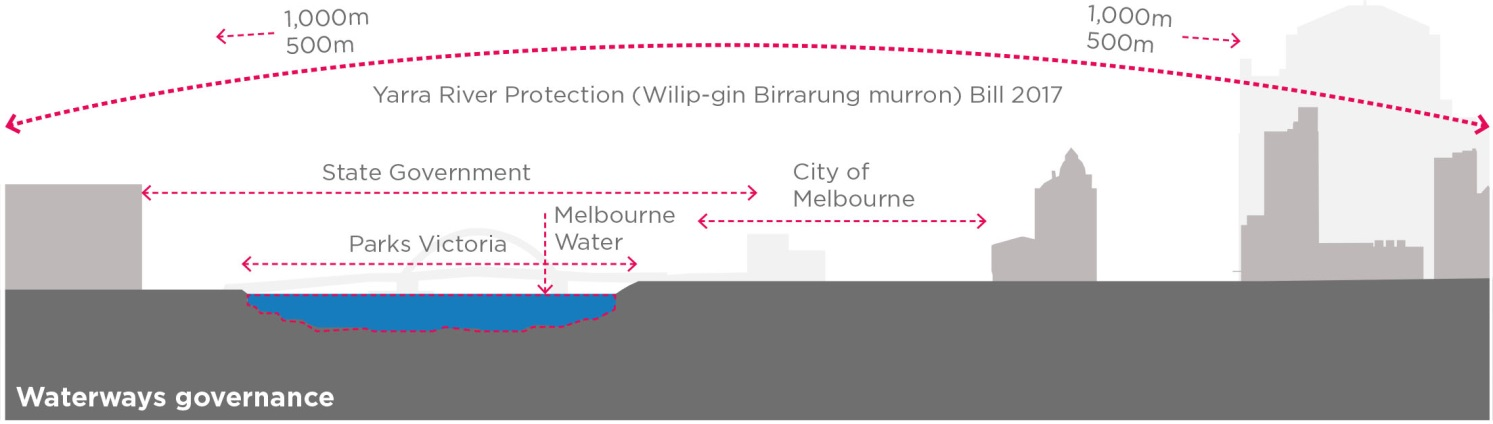 1,000m
500m
1,000m
500m
Yarra River Protection (Wilip-gin Birrarung murron) Bill 2017
State Government
City of
Melbourne
Melbourne
Water
Parks Victoria
Waterways governance